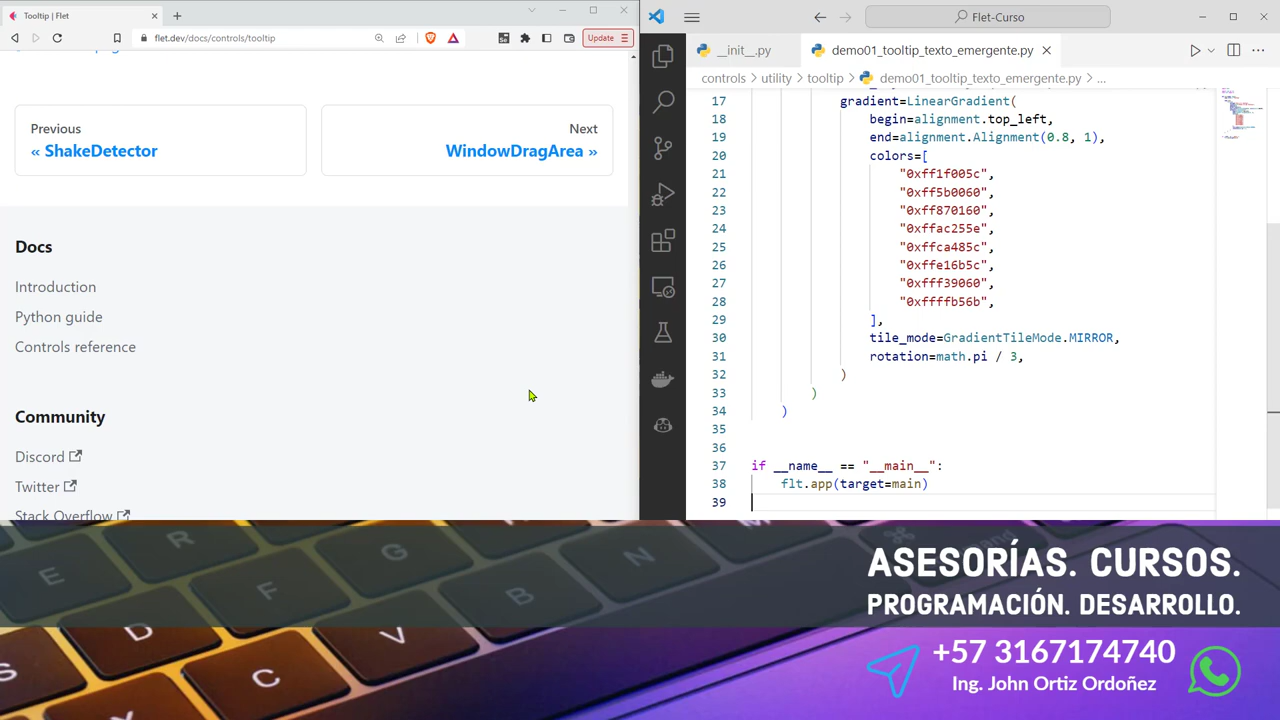 Tooltip | Flet
flet.dev/docs/controls/tooltip
Update
Previous
« ShakeDetector
Next
WindowDragArea »
Docs
Introduction
Python guide
Controls reference
Community
Discord
Twitter
Stack Overflow
Flet-Curso
__init__.py
demo01_tooltip_texto_emergente.py
controls
utility
tooltip
demo01_tooltip_texto_emergente.py
...
17 gradient=LinearGradient(
18 begin=alignment.top_left,
19 end=alignment.Alignment(0.8, 1),
20 colors=[
21 "0xff1f005c",
22 "0xff5b0060",
23 "0xff870160",
24 "0xffac255e",
25 "0xffca485c",
26 "0xffe16b5c",
27 "0xfff39060",
28 "0xffffb56b",
29 ],
30 tile_mode=GradientTileMode.MIRROR,
31 rotation=math.pi / 3,
32 )
33 )
34 )
35
36
37 if __name__ == "__main__":
38 flt.app(target=main)
39
ASESORÍAS. CURSOS.
PROGRAMACIÓN. DESARROLLO.
+57 3167174740
Ing. John Ortiz Ordoñez